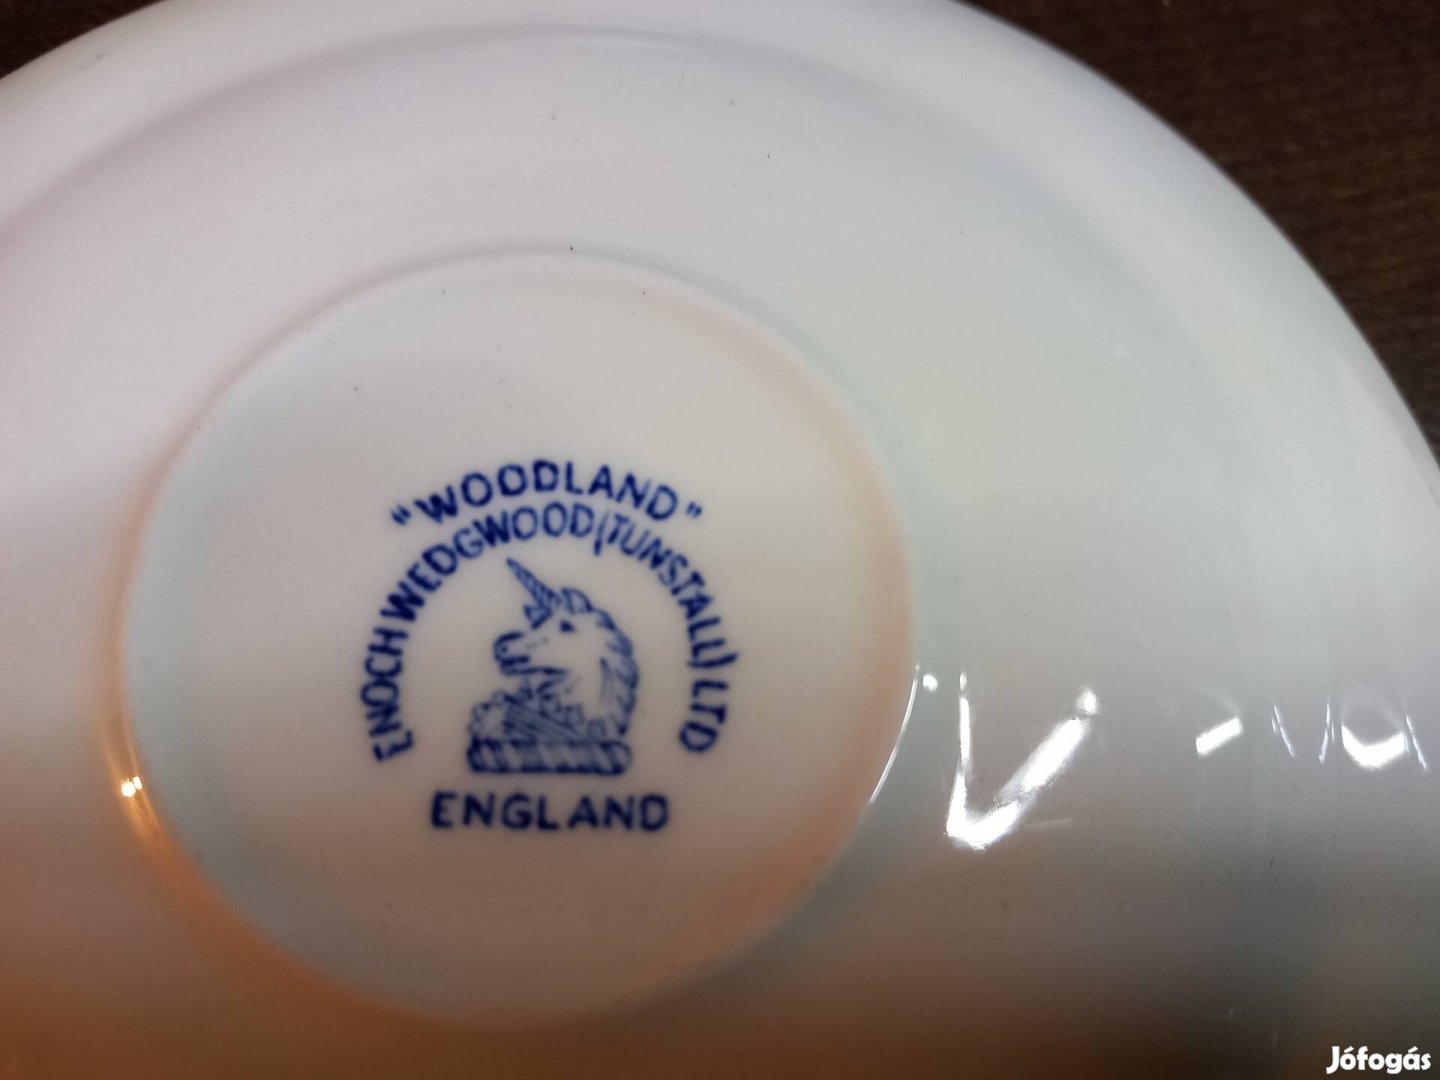 "WOODLAND"
ENOCH WEDGWOOD (TUNSTALL) LTD
ENGLAND
Jófogás